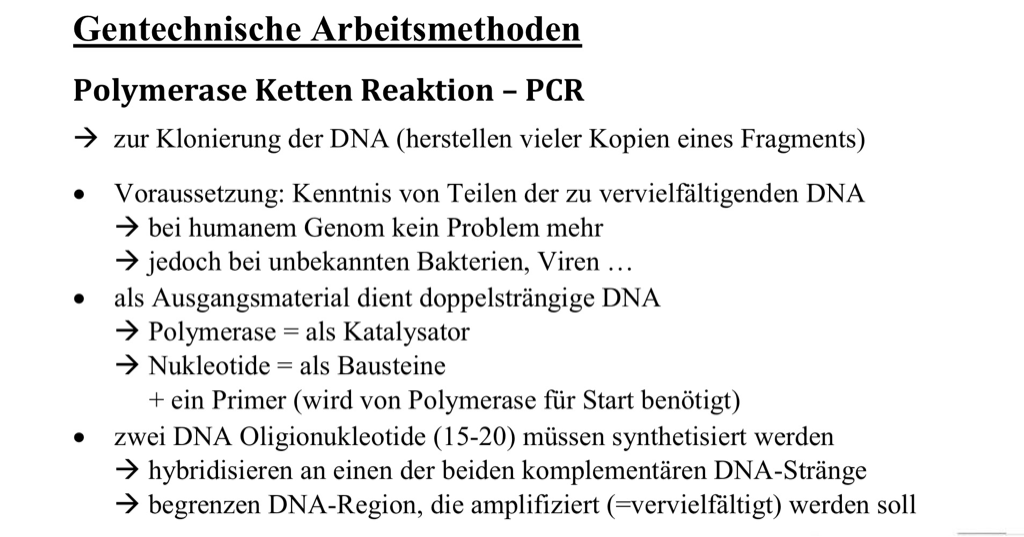 Gentechnische Arbeitsmethoden
Polymerase Ketten Reaktion – PCR
→ zur Klonierung der DNA (herstellen vieler Kopien eines Fragments)
• Voraussetzung: Kenntnis von Teilen der zu vervielfältigenden DNA
→ bei humanem Genom kein Problem mehr
→ jedoch bei unbekannten Bakterien, Viren …
• als Ausgangsmaterial dient doppelsträngige DNA
→ Polymerase = als Katalysator
→ Nukleotide = als Bausteine
+ ein Primer (wird von Polymerase für Start benötigt)
• zwei DNA Oligionukleotide (15-20) müssen synthetisiert werden
→ hybridisieren an einen der beiden komplementären DNA-Stränge
→ begrenzen DNA-Region, die amplifiziert (=vervielfältigt) werden soll